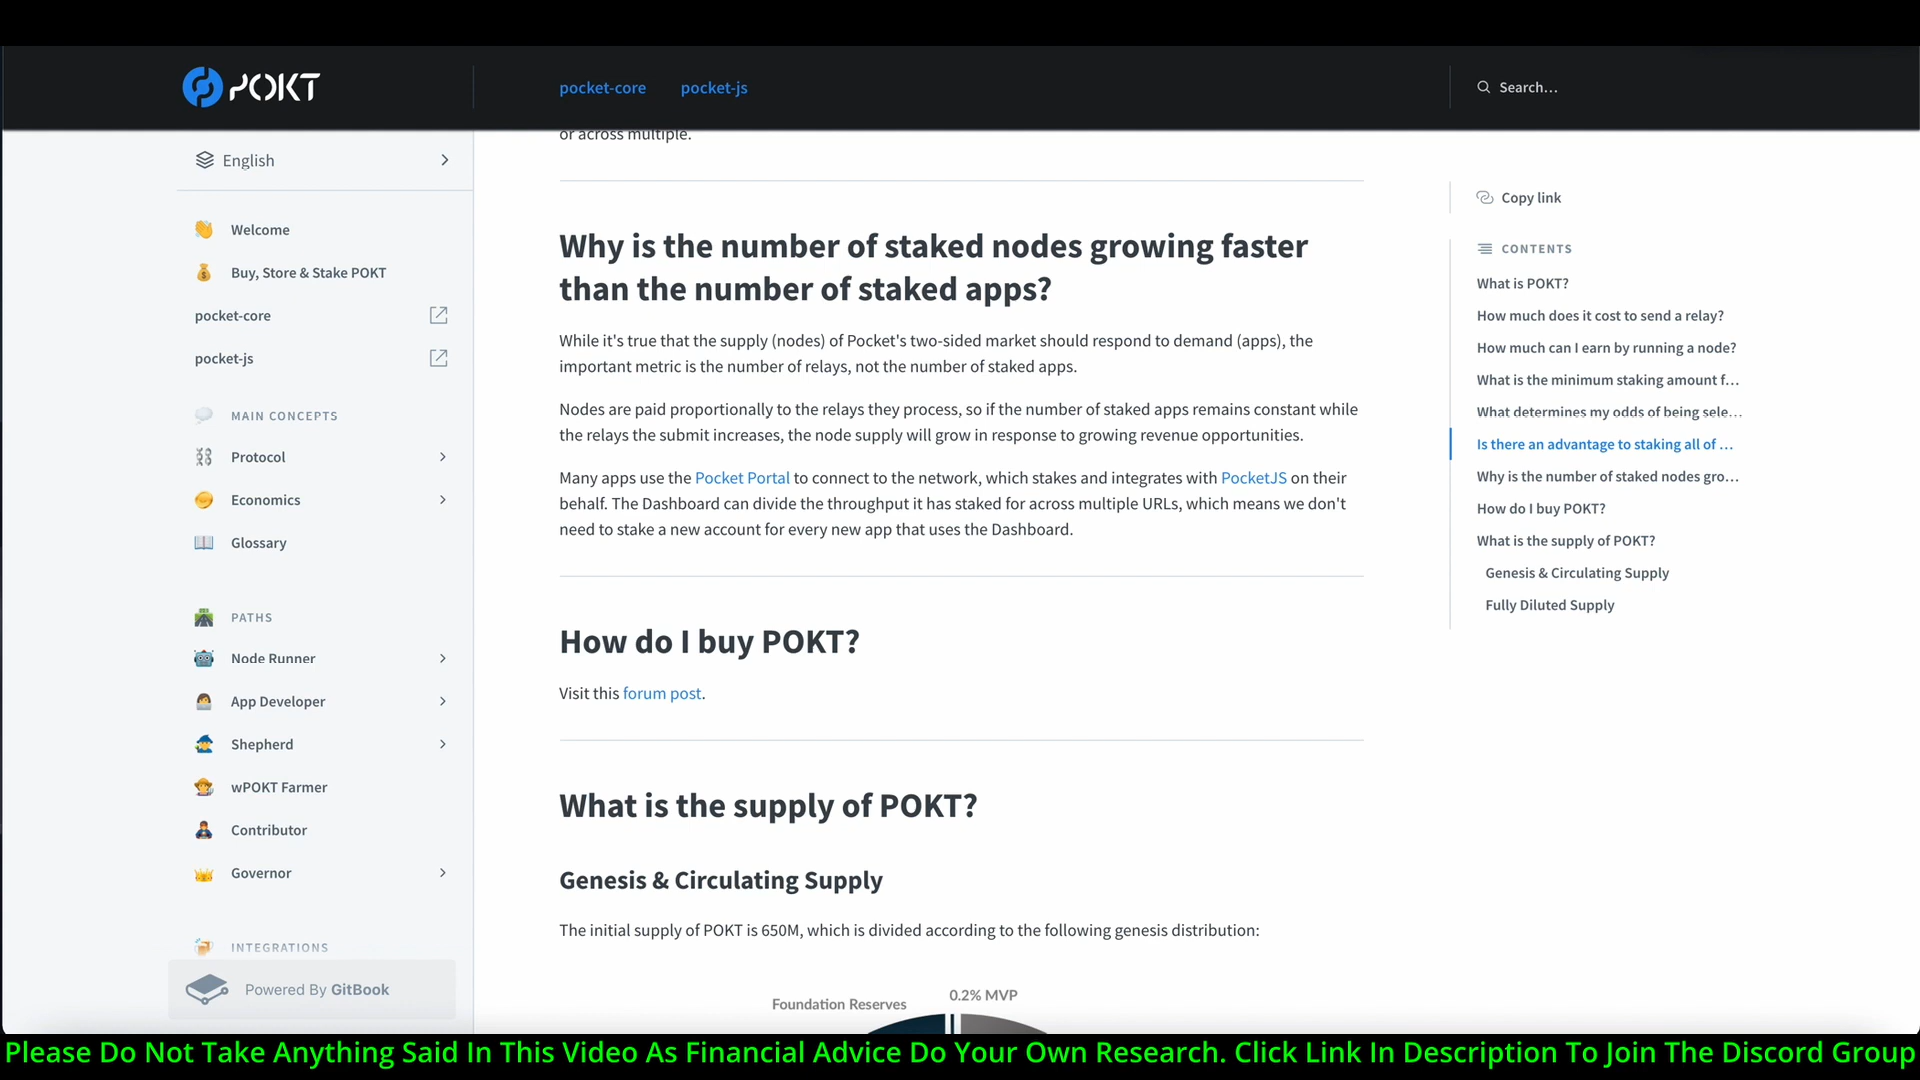 POKT
pocket-core
pocket-js
Search...
English
Welcome
Buy, Store & Stake POKT
pocket-core
pocket-js
MAIN CONCEPTS
Protocol
Economics
Glossary
PATHS
Node Runner
App Developer
Shepherd
wPOKT Farmer
Contributor
Governor
INTEGRATIONS
Powered By GitBook
or across multiple.
Why is the number of staked nodes growing faster
than the number of staked apps?
While it's true that the supply (nodes) of Pocket's two-sided market should respond to demand (apps), the
important metric is the number of relays, not the number of staked apps.
Nodes are paid proportionally to the relays they process, so if the number of staked apps remains constant while
the relays the submit increases, the node supply will grow in response to growing revenue opportunities.
Many apps use the Pocket Portal to connect to the network, which stakes and integrates with PocketJS on their
behalf. The Dashboard can divide the throughput it has staked for across multiple URLs, which means we don't
need to stake a new account for every new app that uses the Dashboard.
How do I buy POKT?
Visit this forum post.
What is the supply of POKT?
Genesis & Circulating Supply
The initial supply of POKT is 650M, which is divided according to the following genesis distribution:
Foundation Reserves
0.2% MVP
Copy link
CONTENTS
What is POKT?
How much does it cost to send a relay?
How much can I earn by running a node?
What is the minimum staking amount f...
What determines my odds of being sele...
Is there an advantage to staking all of ...
Why is the number of staked nodes gro...
How do I buy POKT?
What is the supply of POKT?
Genesis & Circulating Supply
Fully Diluted Supply
Please Do Not Take Anything Said In This Video As Financial Advice Do Your Own Research. Click Link In Description To Join The Discord Group